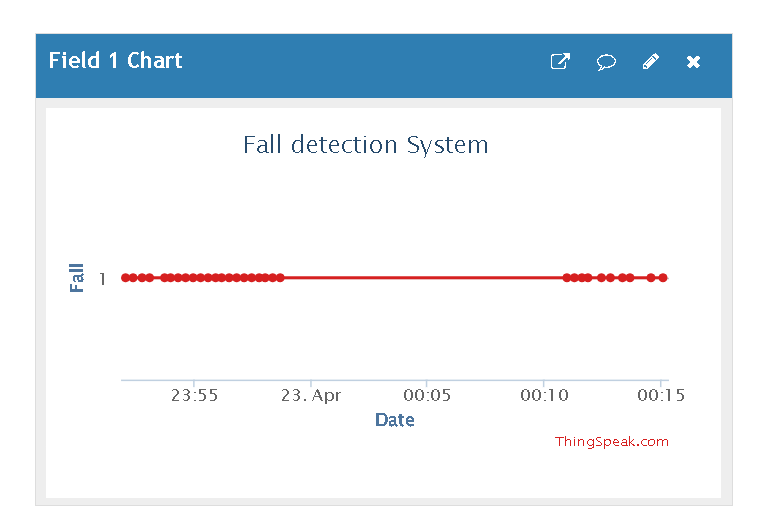 Field 1 Chart
Fall detection System
Fall
1
23:55 23. Apr 00:05 00:10 00:15
Date
ThingSpeak.com